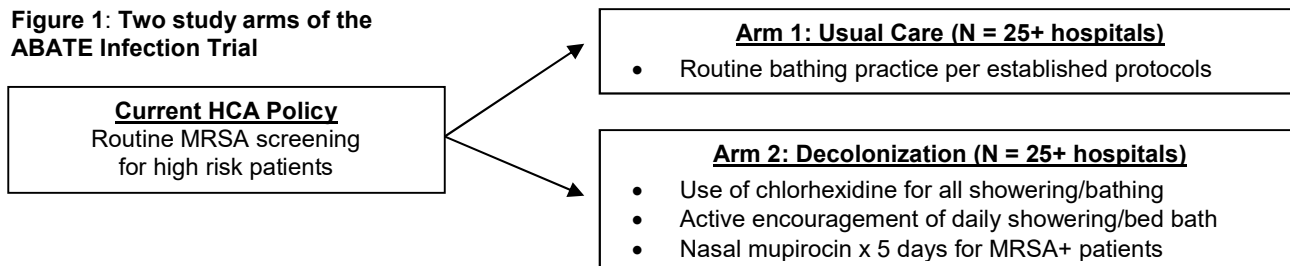 Figure 1: Two study arms of the
ABATE Infection Trial
Current HCA Policy
Routine MRSA screening
for high risk patients
Arm 1: Usual Care (N = 25+ hospitals)
• Routine bathing practice per established protocols
Arm 2: Decolonization (N = 25+ hospitals)
• Use of chlorhexidine for all showering/bathing
• Active encouragement of daily showering/bed bath
• Nasal mupirocin x 5 days for MRSA+ patients